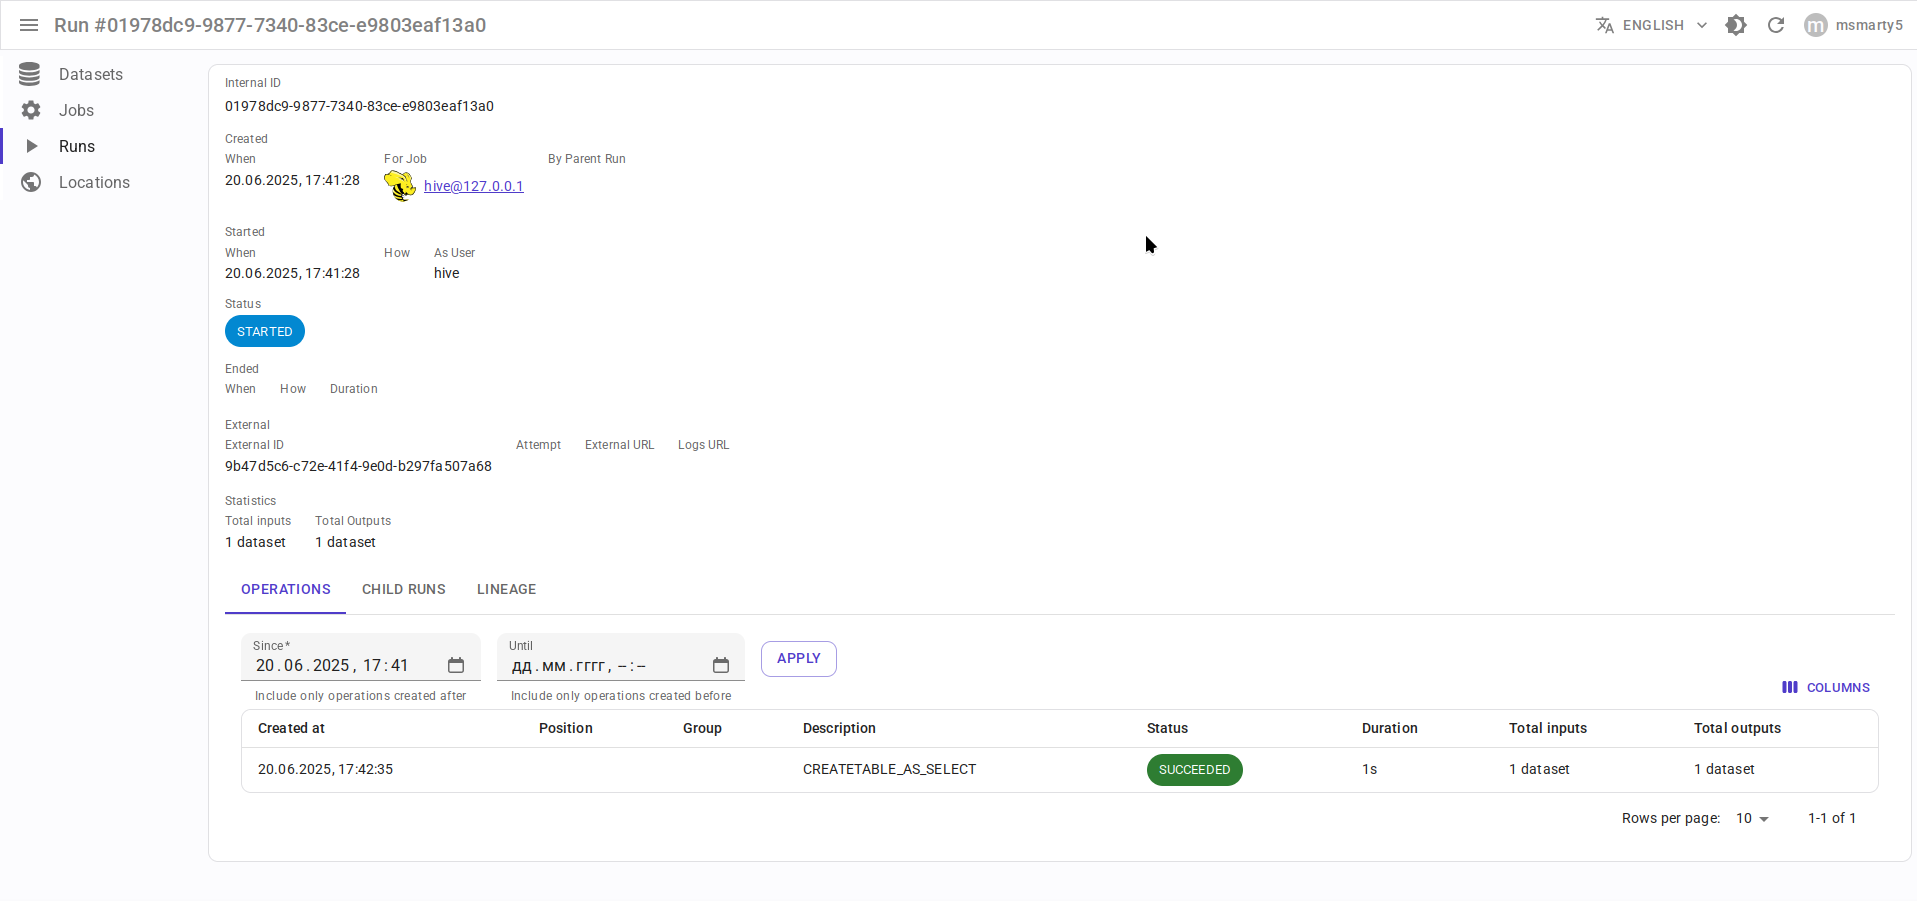 Run #01978dc9-9877-7340-83ce-e9803eaf13a0
ENGLISH
m msmarty5
Datasets
Jobs
Runs
Locations
Internal ID
01978dc9-9877-7340-83ce-e9803eaf13a0
Created
When For Job By Parent Run
20.06.2025, 17:41:28 hive@127.0.0.1
Started
When How As User
20.06.2025, 17:41:28 hive
Status
STARTED
Ended
When How Duration
External
External ID Attempt External URL Logs URL
9b47d5c6-c72e-41f4-9e0d-b297fa507a68
Statistics
Total inputs Total Outputs
1 dataset 1 dataset
OPERATIONS CHILD RUNS LINEAGE
Since* Until
20.06.2025, 17:41 дд.мм.гггг, --:-- APPLY
Include only operations created after Include only operations created before
COLUMNS
Created at Position Group Description Status Duration Total inputs Total outputs
20.06.2025, 17:42:35 CREATETABLE_AS_SELECT SUCCEEDED 1s 1 dataset 1 dataset
Rows per page: 10 1-1 of 1